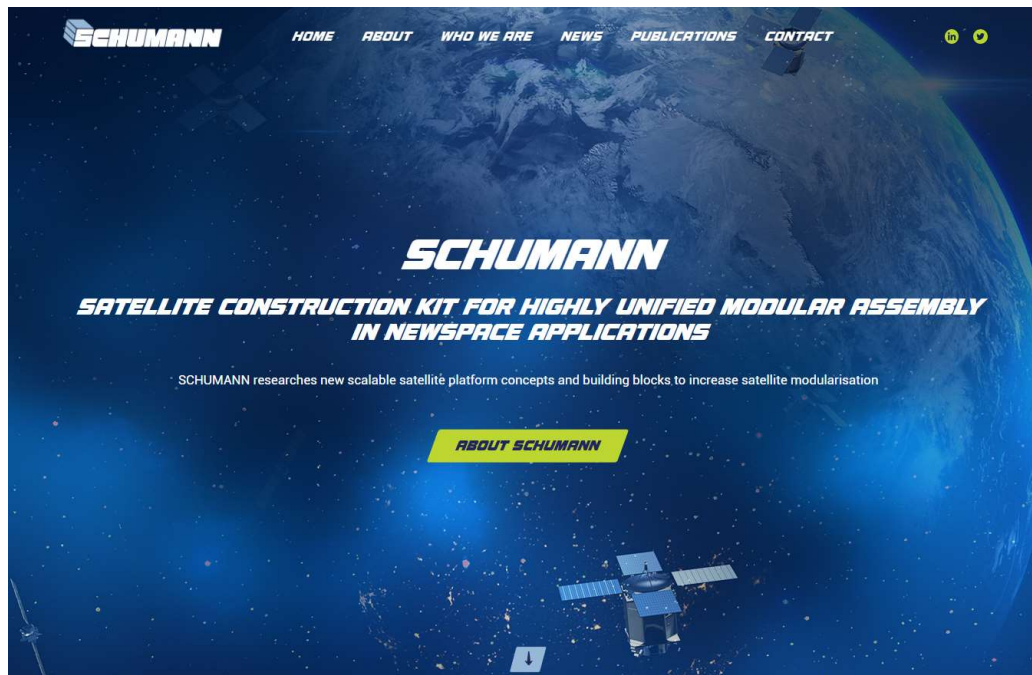 SCHUMANN
HOME ABOUT WHO WE ARE NEWS PUBLICATIONS CONTACT
in
SCHUMANN
SATELLITE CONSTRUCTION KIT FOR HIGHLY UNIFIED MODULAR ASSEMBLY
IN NEWSPACE APPLICATIONS
SCHUMANN researches new scalable satellite platform concepts and building blocks to increase satellite modularisation
ABOUT SCHUMANN